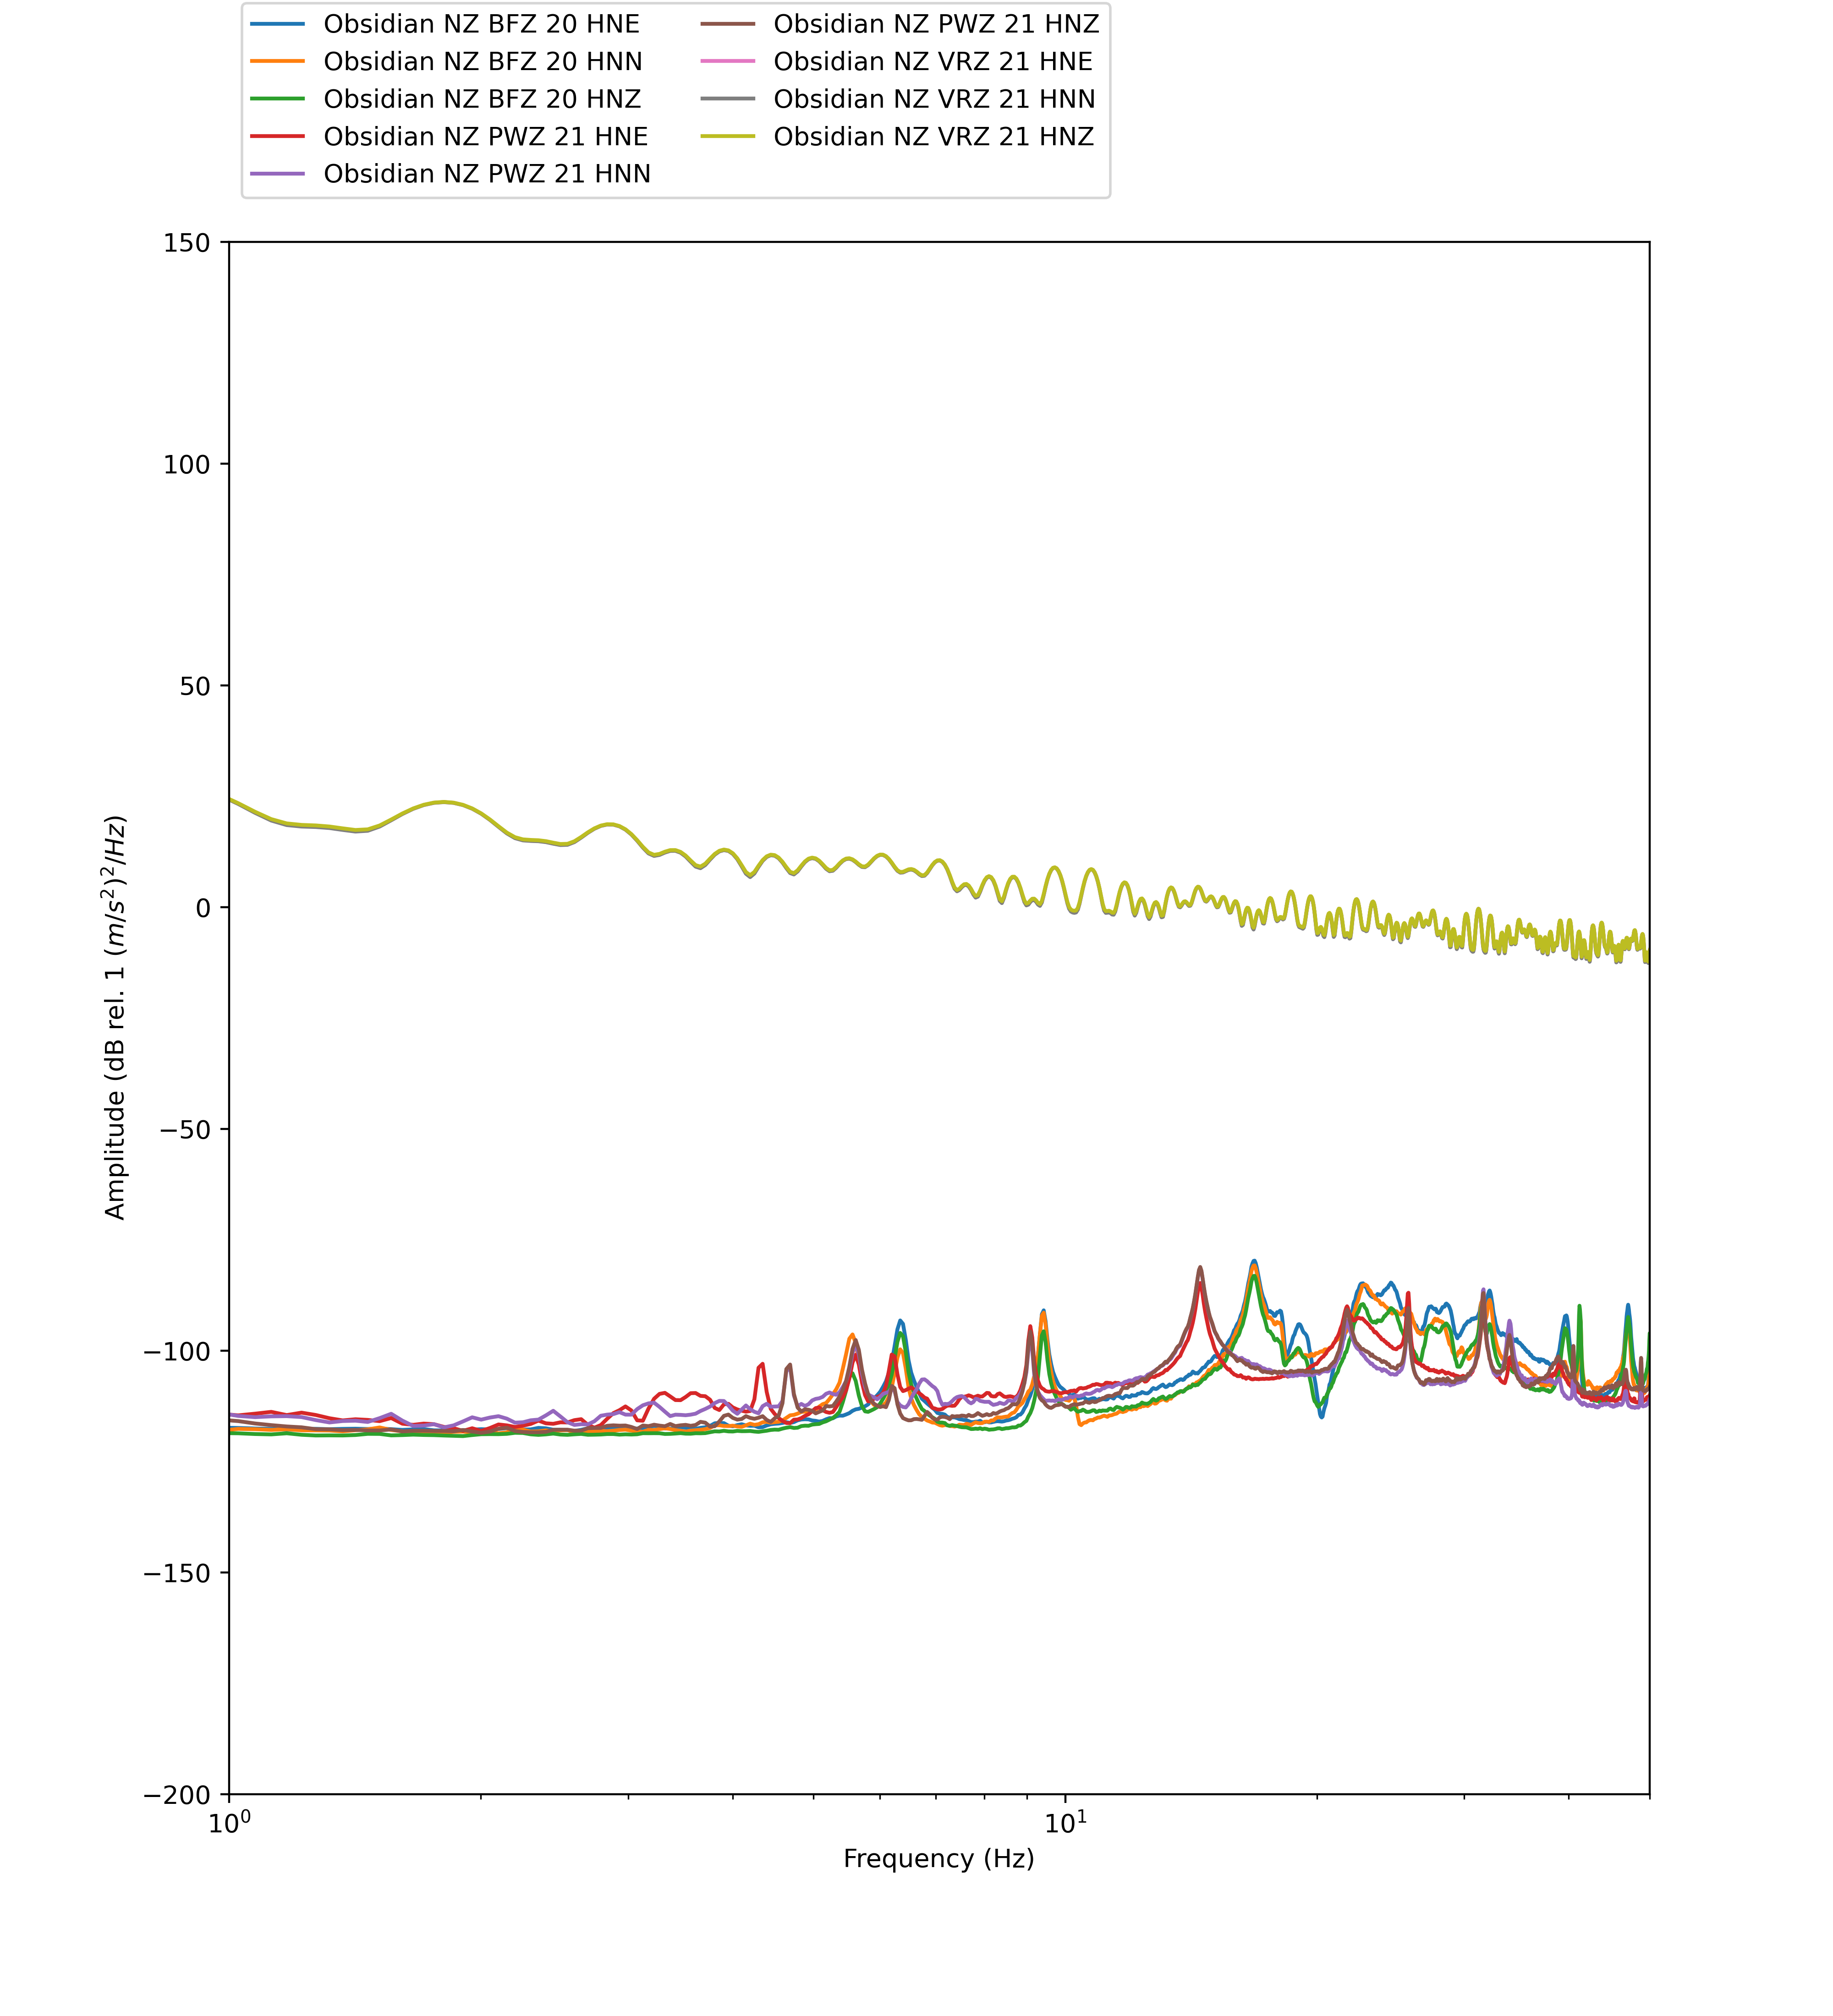 Obsidian NZ BFZ 20 HNE
Obsidian NZ BFZ 20 HNN
Obsidian NZ BFZ 20 HNZ
Obsidian NZ PWZ 21 HNE
Obsidian NZ PWZ 21 HNN
Obsidian NZ PWZ 21 HNZ
Obsidian NZ VRZ 21 HNE
Obsidian NZ VRZ 21 HNN
Obsidian NZ VRZ 21 HNZ
150
100
50
0
−50
−100
−150
−200
Amplitude (dB rel. 1 (m/s²)²/Hz)
10⁰
10¹
Frequency (Hz)